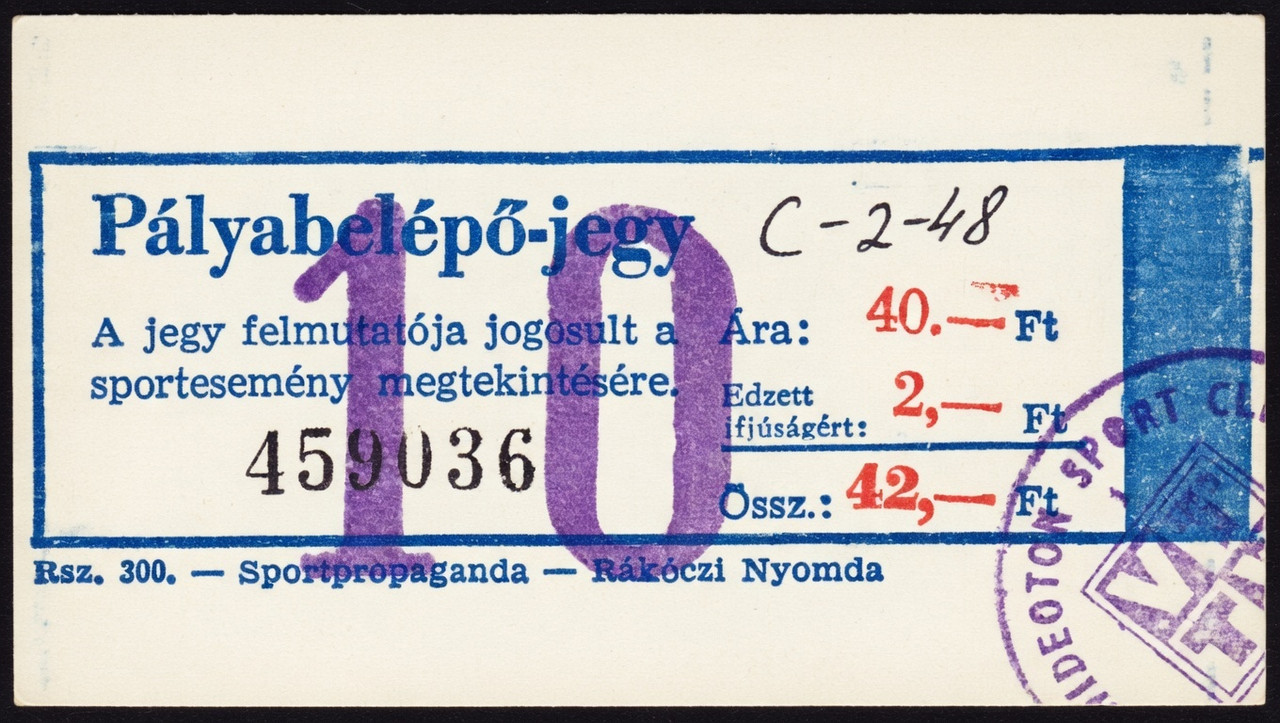 Pályabelépő-jegy
C-2-48
10
A jegy felmutatója jogosult a
sportesemény megtekintésére.
459036
Ára: 40.— Ft
Edzett
ifjúságért: 2,— Ft
Össz.: 42,— Ft
Rsz. 300. — Sportpropaganda — Rákóczi Nyomda
IDEOTON SPORT CL